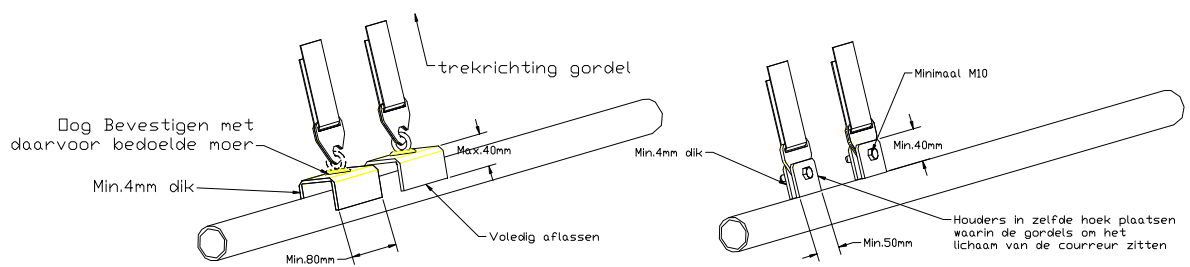 trekrichting gordel
Oog Bevestigen met
daarvoor bedoelde moer
Max.40mm
Min.4mm dik
Voledig aflassen
Min.80mm
Minimaal M10
Min.4mm dik
Min.40mm
Houders in zelfde hoek plaatsen
waarin de gordels om het
lichaam van de coureur zitten
Min.50mm